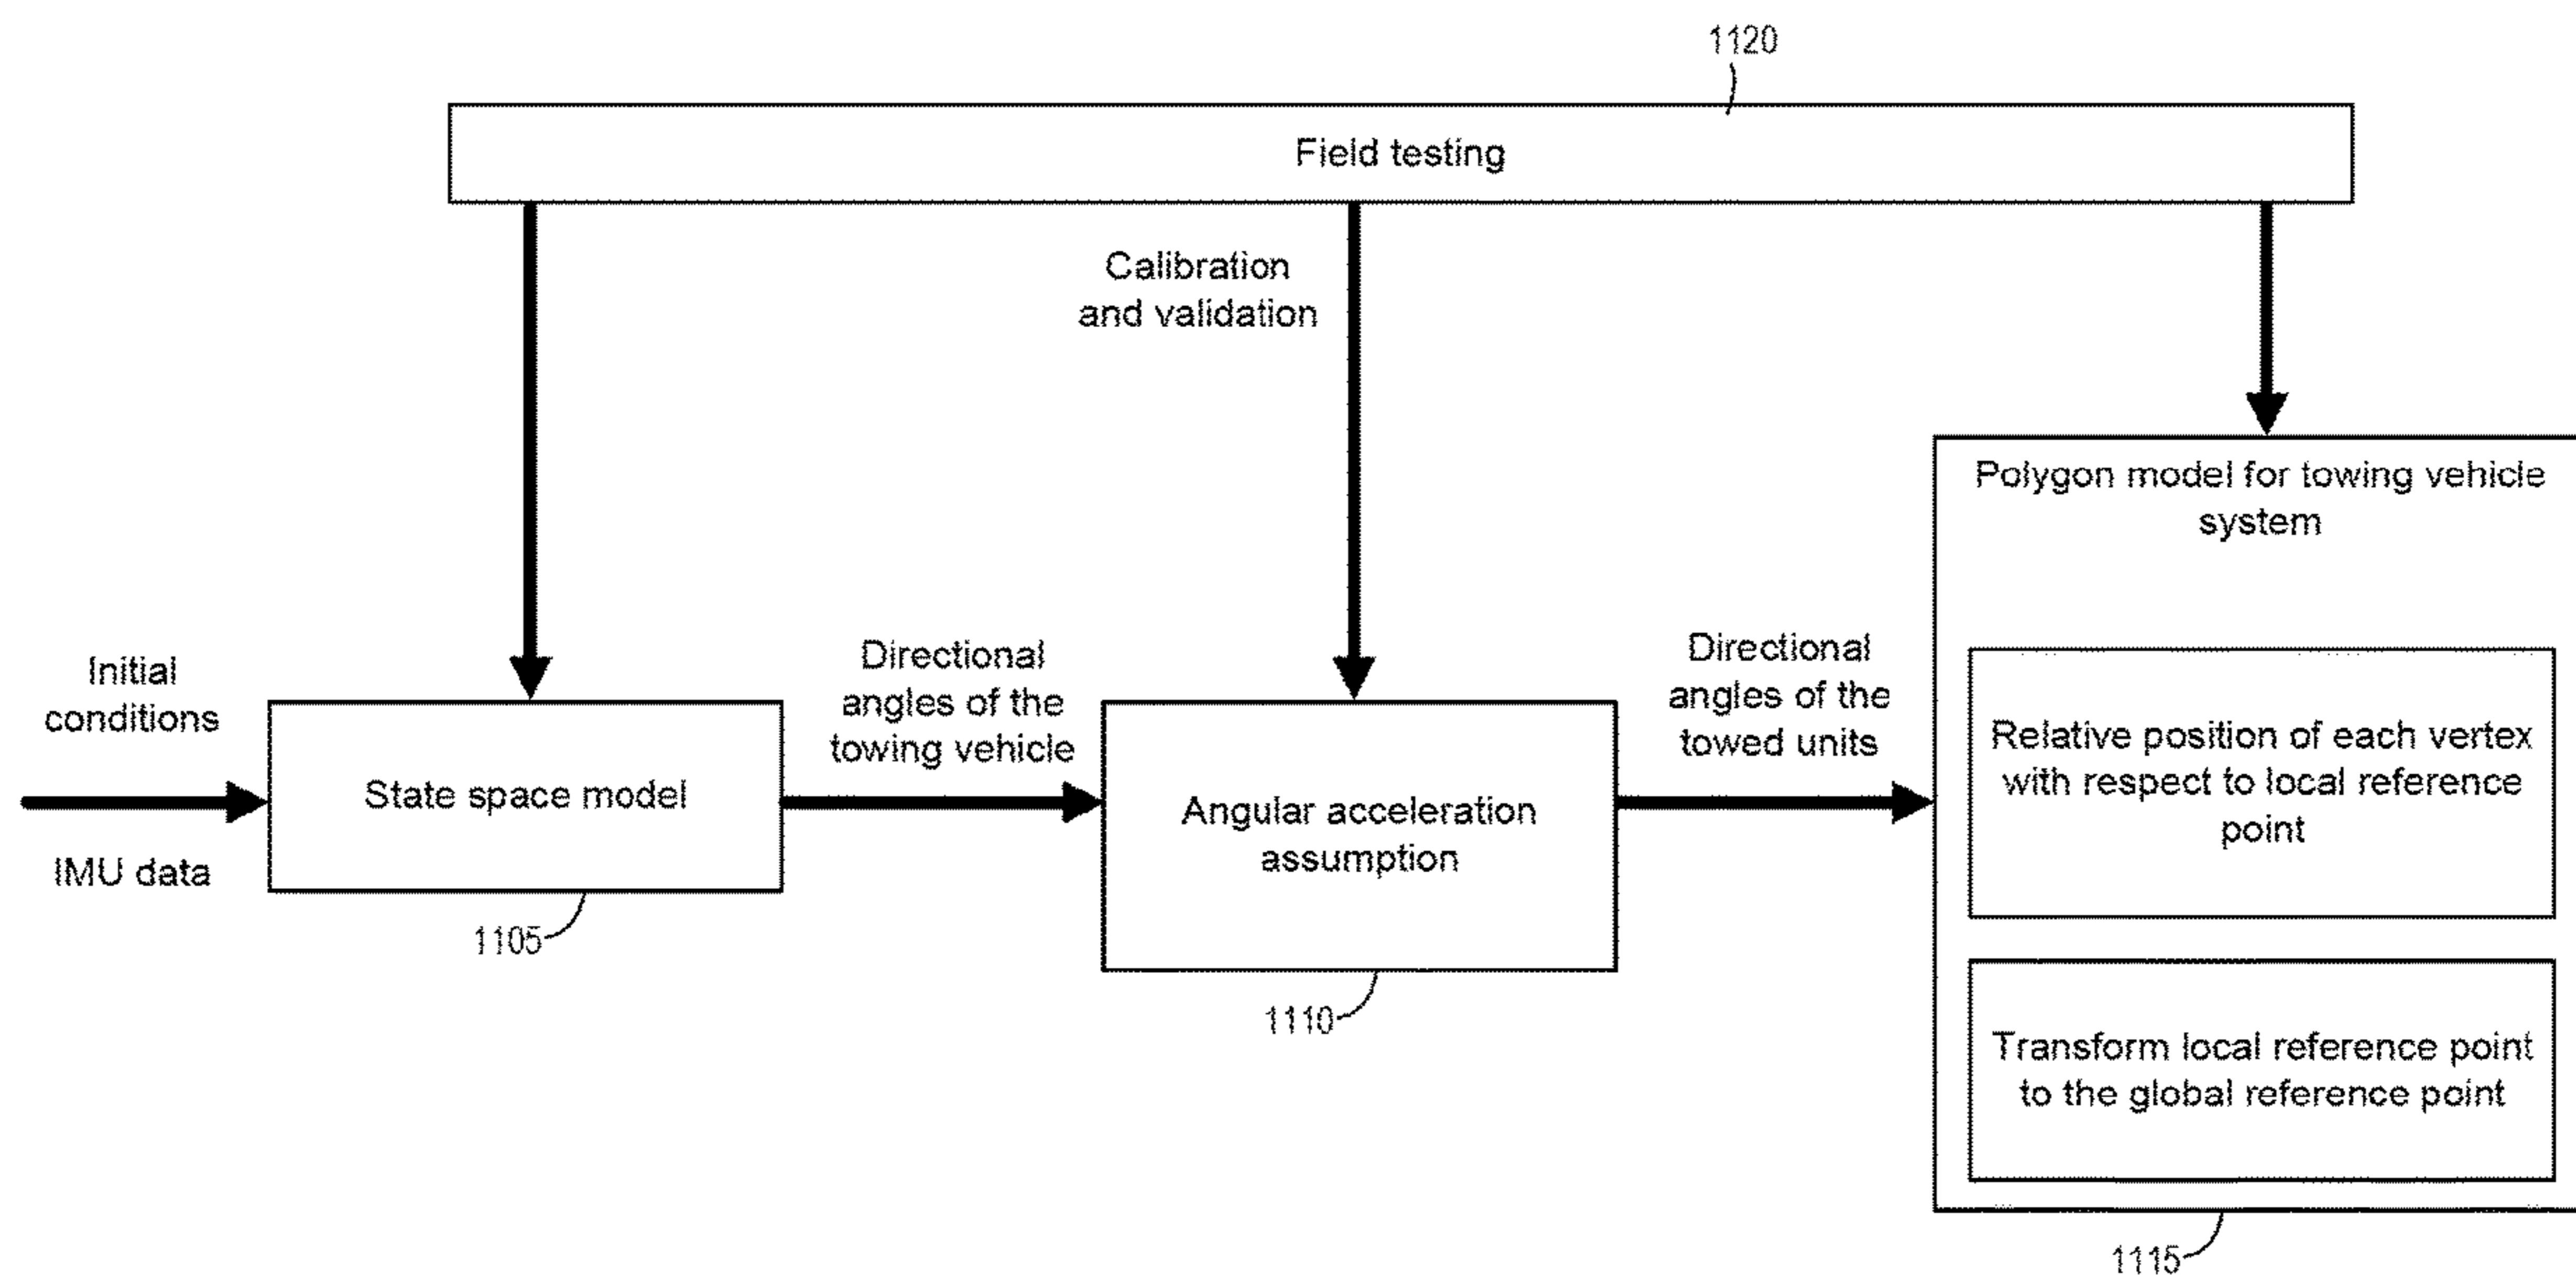 1120
Field testing
Calibration
and validation
Polygon model for towing vehicle
system
Initial
conditions
IMU data
State space model
1105
Directional
angles of the
towing vehicle
Angular acceleration
assumption
1110
Directional
angles of the
towed units
Relative position of each vertex
with respect to local reference
point
Transform local reference point
to the global reference point
1115